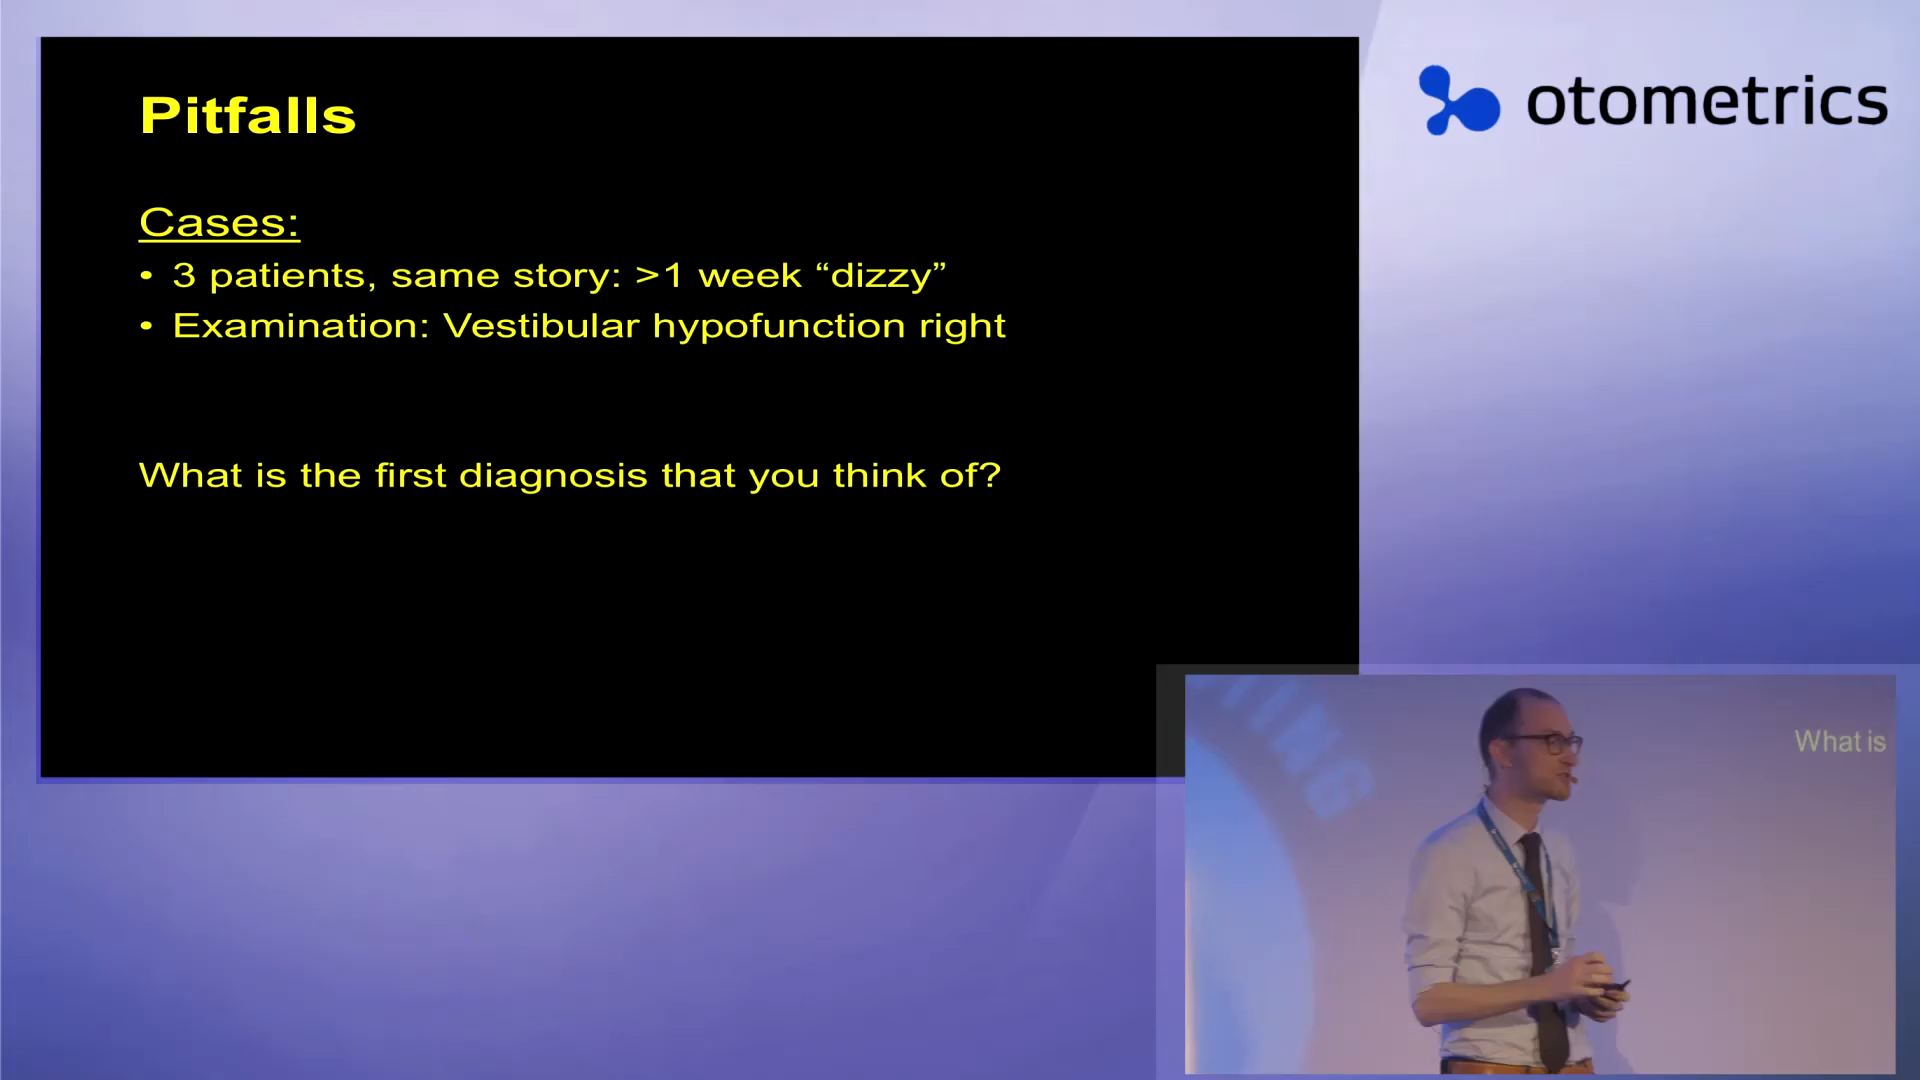 Pitfalls
Cases:
• 3 patients, same story: >1 week “dizzy”
• Examination: Vestibular hypofunction right
What is the first diagnosis that you think of?
otometrics
What is